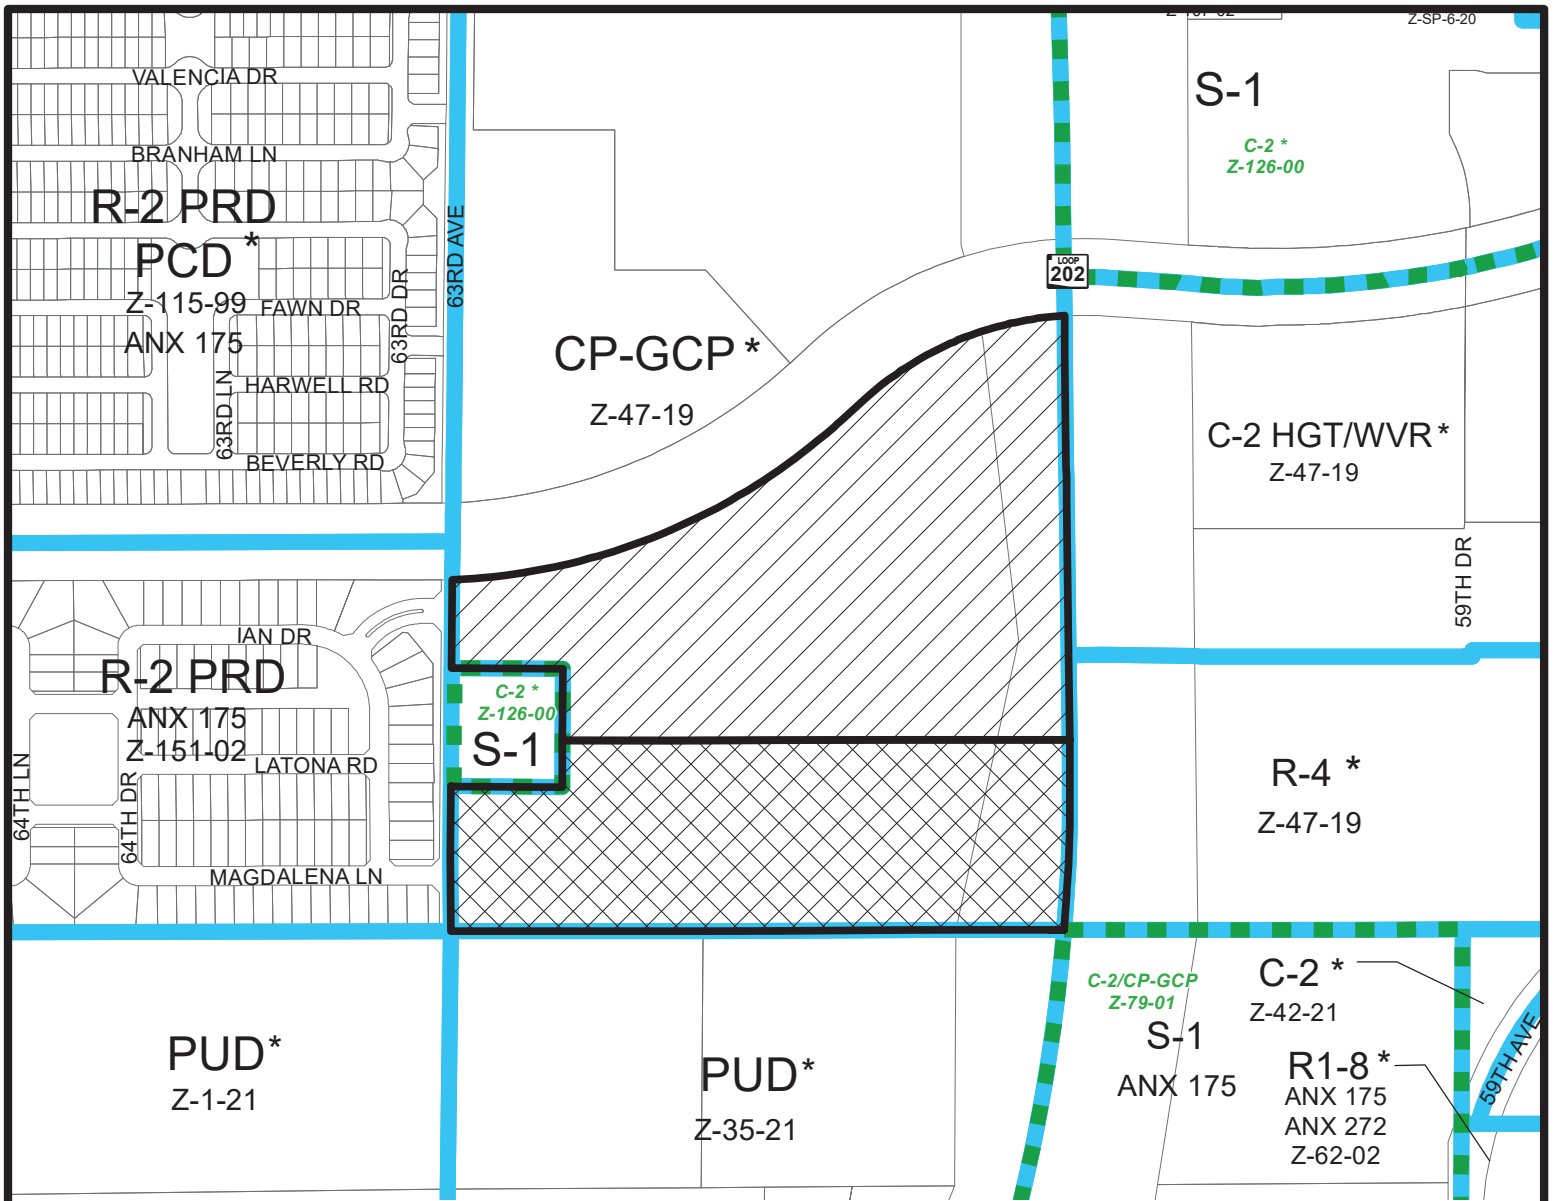 Z-SP-6-20
VALENCIA DR
S-1
C-2 *
Z-126-00
BRANHAM LN
R-2 PRD
PCD *
Z-115-99
ANX 175
FAWN DR
63RD DR
63RD AVE
63RD LN
HARWELL RD
BEVERLY RD
LOOP
202
CP-GCP *
Z-47-19
C-2 HGT/WVR *
Z-47-19
59TH DR
IAN DR
R-2 PRD
ANX 175
Z-151-02
LATONA RD
64TH LN
64TH DR
MAGDALENA LN
C-2 *
Z-126-00
S-1
R-4 *
Z-47-19
PUD *
Z-1-21
PUD *
Z-35-21
C-2/CP-GCP
Z-79-01
S-1
ANX 175
C-2 *
Z-42-21
R1-8 *
ANX 175
ANX 272
Z-62-02
59TH AVE